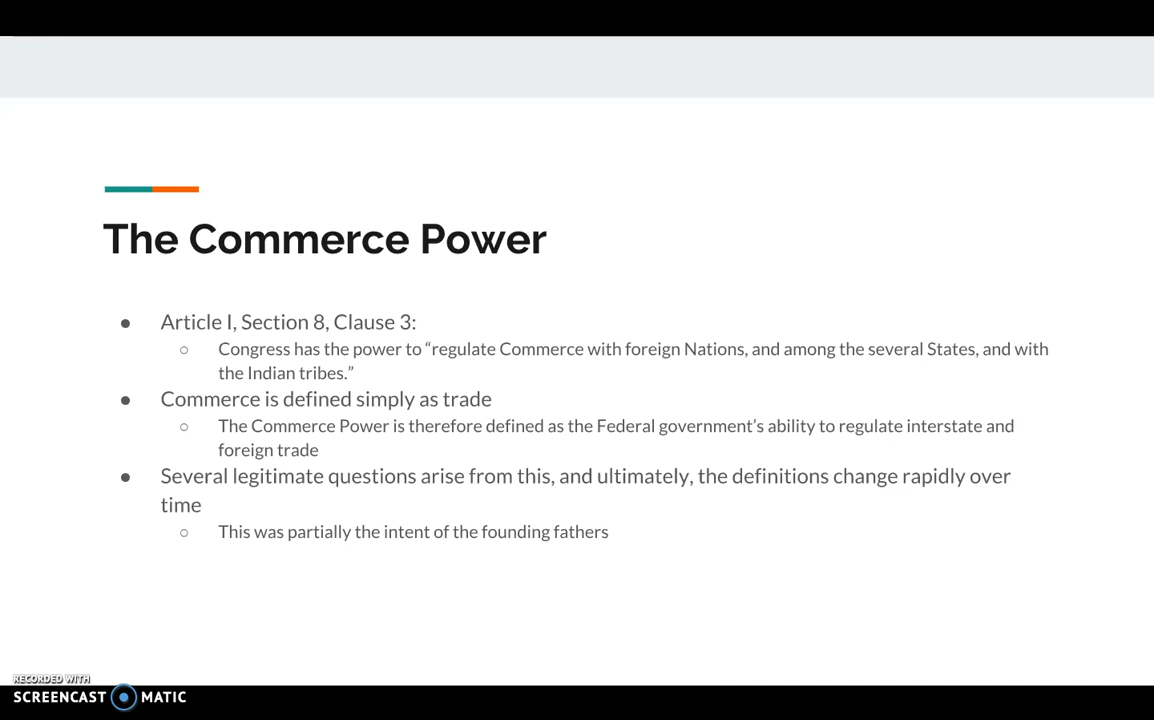 The Commerce Power
● Article I, Section 8, Clause 3:
○ Congress has the power to “regulate Commerce with foreign Nations, and among the several States, and with
the Indian tribes.”
● Commerce is defined simply as trade
○ The Commerce Power is therefore defined as the Federal government’s ability to regulate interstate and
foreign trade
● Several legitimate questions arise from this, and ultimately, the definitions change rapidly over
time
○ This was partially the intent of the founding fathers
RECORDED WITH
SCREENCAST MATIC